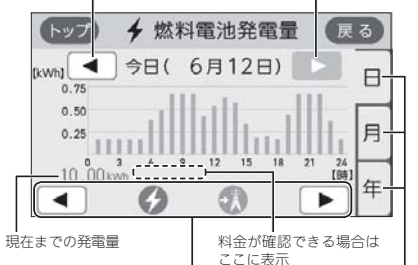 トップ 燃料電池発電量 戻る
[kWh] ◀ 今日( 6月12日) ▶ 日
0.75
0.50
0.25
月
0 3 6 9 12 15 18 21 24
[時]
10.00kWh
年
◀ ▶
現在までの発電量
料金が確認できる場合は
ここに表示